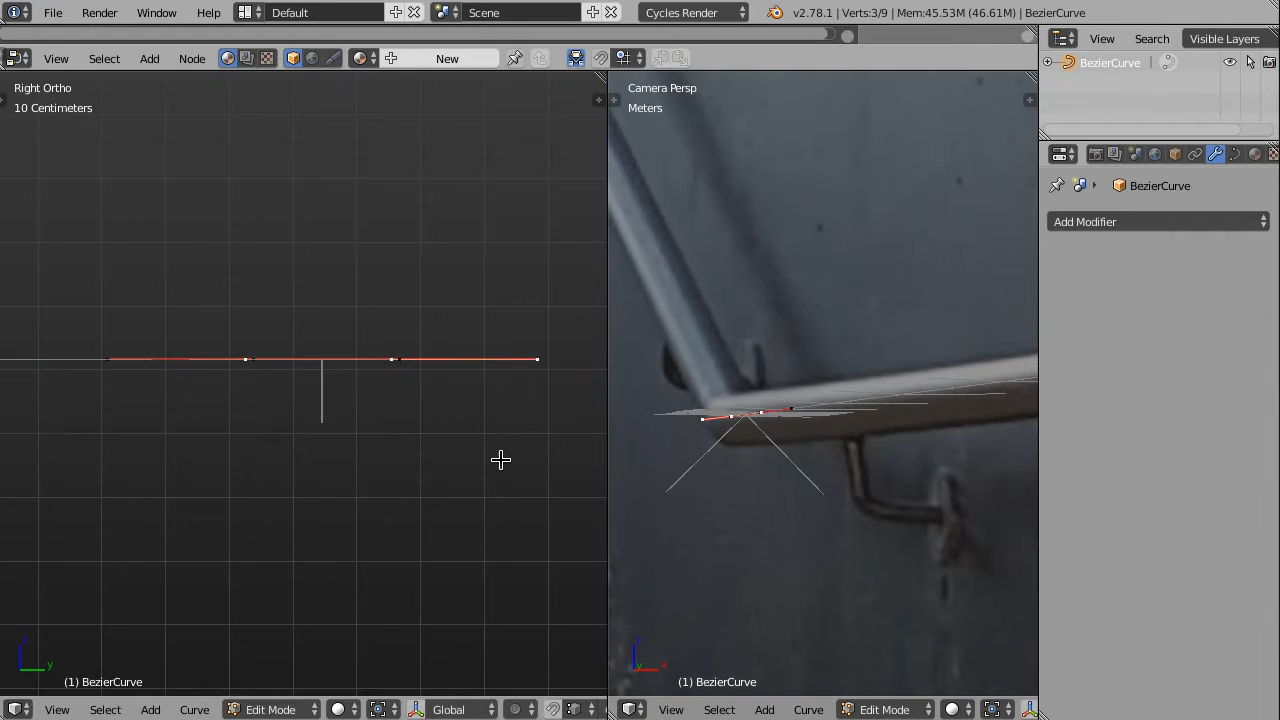 File Render Window Help Default Scene Cycles Render v2.78.1 | Verts:3/9 | Mem:45.53M (46.61M) | BezierCurve
View Select Add Node New
View Search Visible Layers
BezierCurve
Right Ortho
10 Centimeters
Camera Persp
Meters
BezierCurve
Add Modifier
z
y
(1) BezierCurve
z
y
x
(1) BezierCurve
View Select Add Curve Edit Mode Global
View Select Add Curve Edit Mode